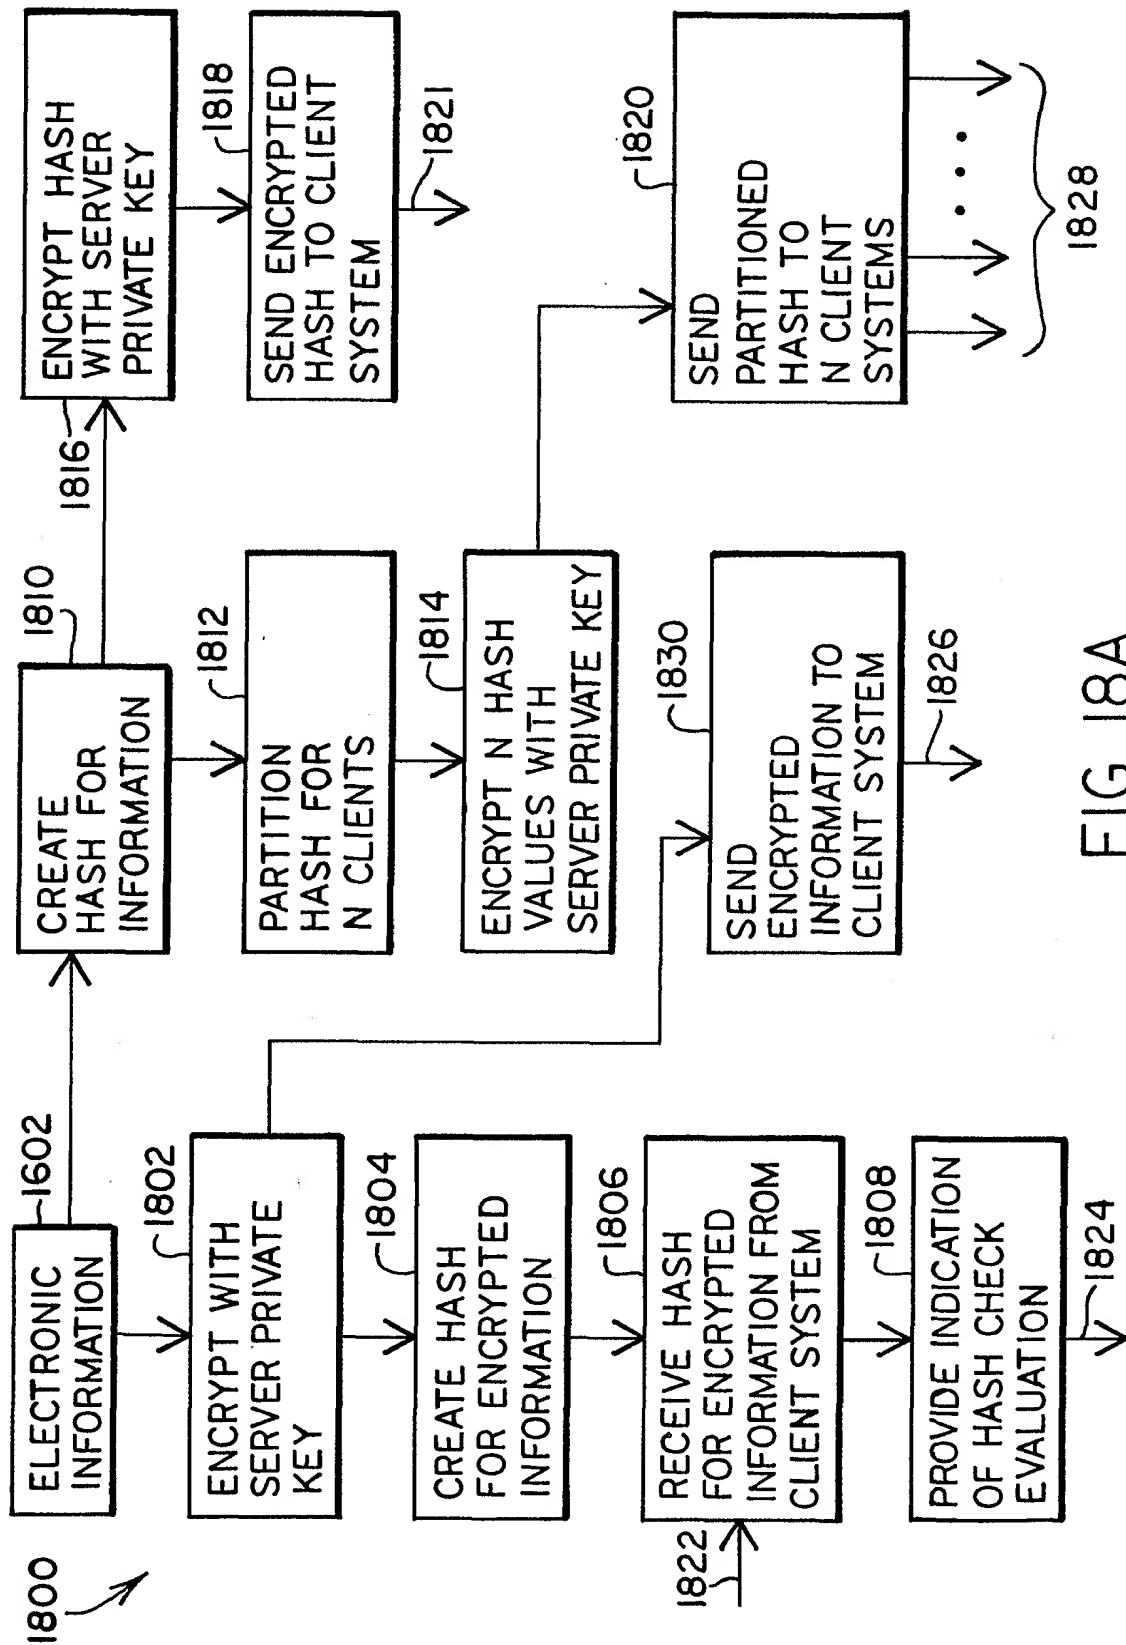 1800
1602
ELECTRONIC
INFORMATION
1802
ENCRYPT WITH
SERVER PRIVATE
KEY
1804
CREATE HASH
FOR ENCRYPTED
INFORMATION
1806
RECEIVE HASH
FOR ENCRYPTED
INFORMATION FROM
CLIENT SYSTEM
1822
1808
PROVIDE INDICATION
OF HASH CHECK
EVALUATION
1824
1810
CREATE
HASH FOR
INFORMATION
1812
PARTITION
HASH FOR
N CLIENTS
1814
ENCRYPT N HASH
VALUES WITH
SERVER PRIVATE KEY
1830
SEND
ENCRYPTED
INFORMATION TO
CLIENT SYSTEM
1826
1816
ENCRYPT HASH
WITH SERVER
PRIVATE KEY
1818
SEND ENCRYPTED
HASH TO CLIENT
SYSTEM
1821
1820
SEND
PARTITIONED
HASH TO
N CLIENT
SYSTEMS
1828
FIG 18A